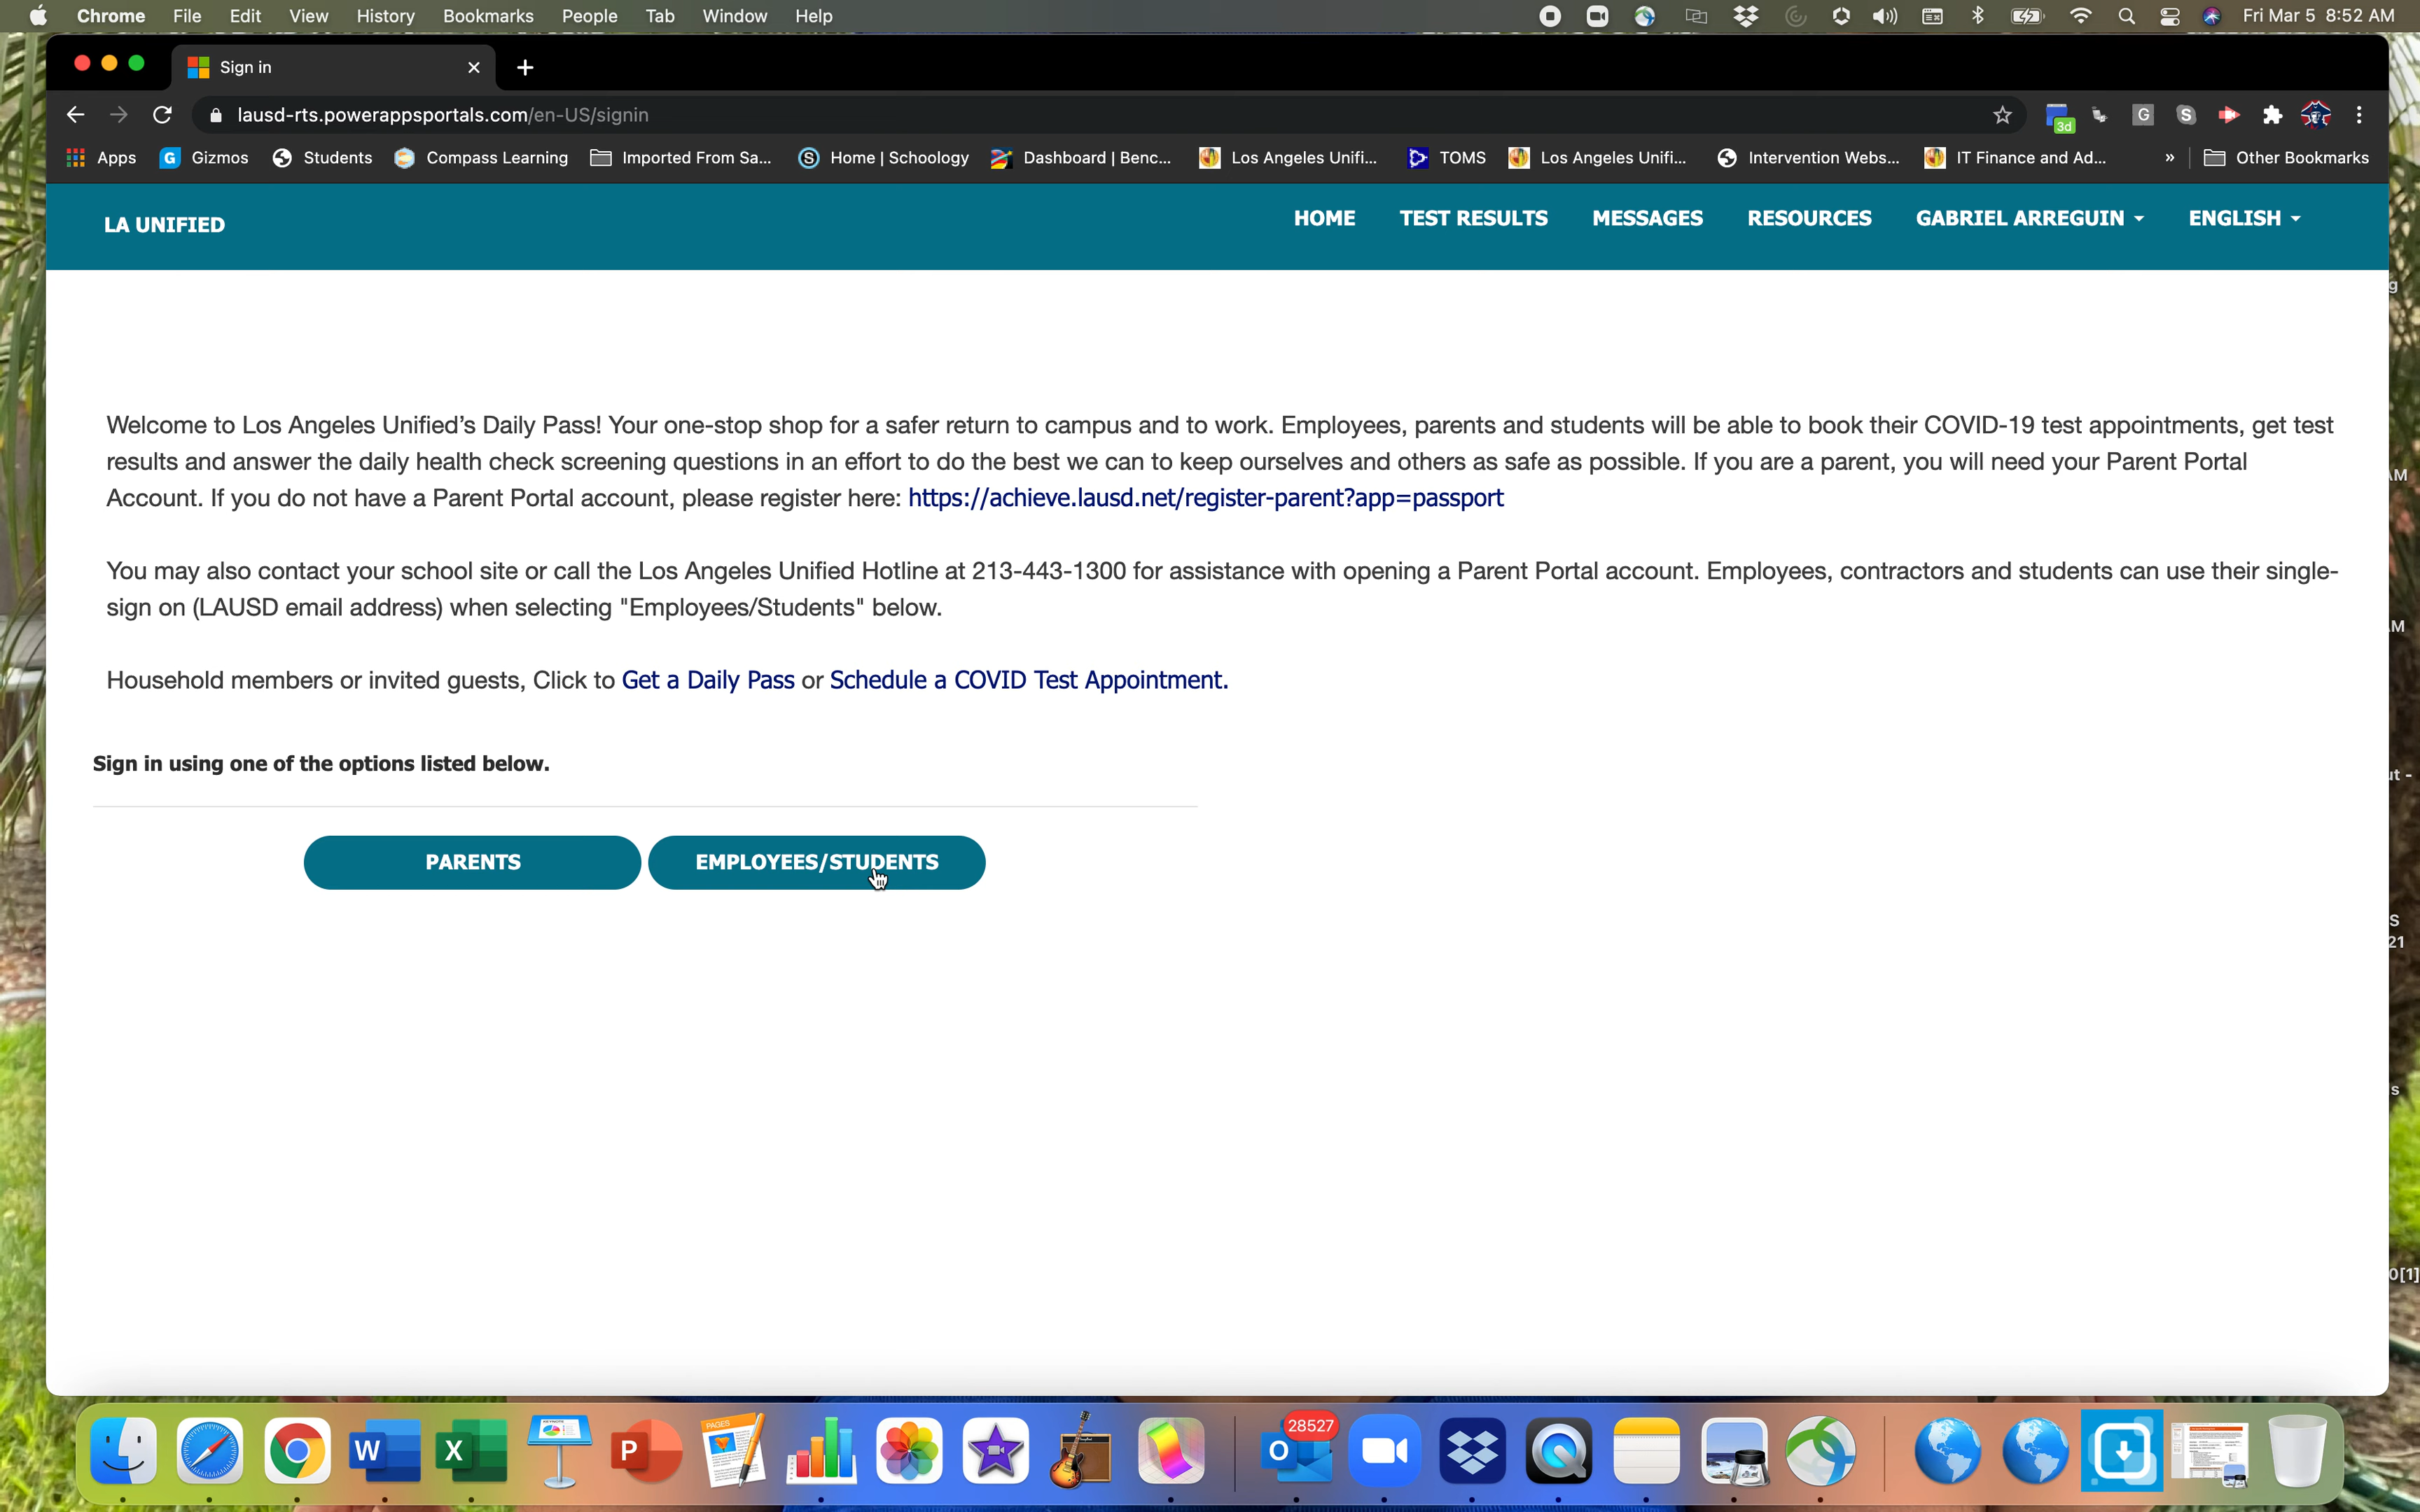 Chrome File Edit View History Bookmarks People Tab Window Help Fri Mar 5 8:52 AM
Sign in
lausd-rts.powerappsportals.com/en-US/signin
3d
G
S
Apps G Gizmos Students Compass Learning Imported From Sa... S Home | Schoology Dashboard | Benc... Los Angeles Unifi... TOMS Los Angeles Unifi... Intervention Webs... IT Finance and Ad... » Other Bookmarks
LA UNIFIED HOME TEST RESULTS MESSAGES RESOURCES GABRIEL ARREGUIN ENGLISH
Welcome to Los Angeles Unified’s Daily Pass! Your one-stop shop for a safer return to campus and to work. Employees, parents and students will be able to book their COVID-19 test appointments, get test
results and answer the daily health check screening questions in an effort to do the best we can to keep ourselves and others as safe as possible. If you are a parent, you will need your Parent Portal
Account. If you do not have a Parent Portal account, please register here: https://achieve.lausd.net/register-parent?app=passport
You may also contact your school site or call the Los Angeles Unified Hotline at 213-443-1300 for assistance with opening a Parent Portal account. Employees, contractors and students can use their single-
sign on (LAUSD email address) when selecting "Employees/Students" below.
Household members or invited guests, Click to Get a Daily Pass or Schedule a COVID Test Appointment.
Sign in using one of the options listed below.
PARENTS EMPLOYEES/STUDENTS
W
X
P
PAGES
O 28527